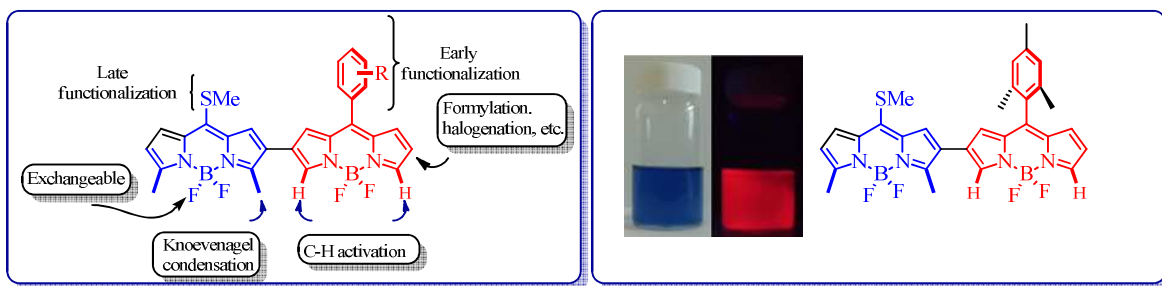 Late
functionalization
SMe
R
Early
functionalization
Formylation.
halogenation, etc.
Exchangeable
N
B
N
F
F
N
B
N
F
F
H
H
Knoevenagel
condensation
C-H activation
SMe
N
B
N
F
F
N
B
N
F
F
H
H